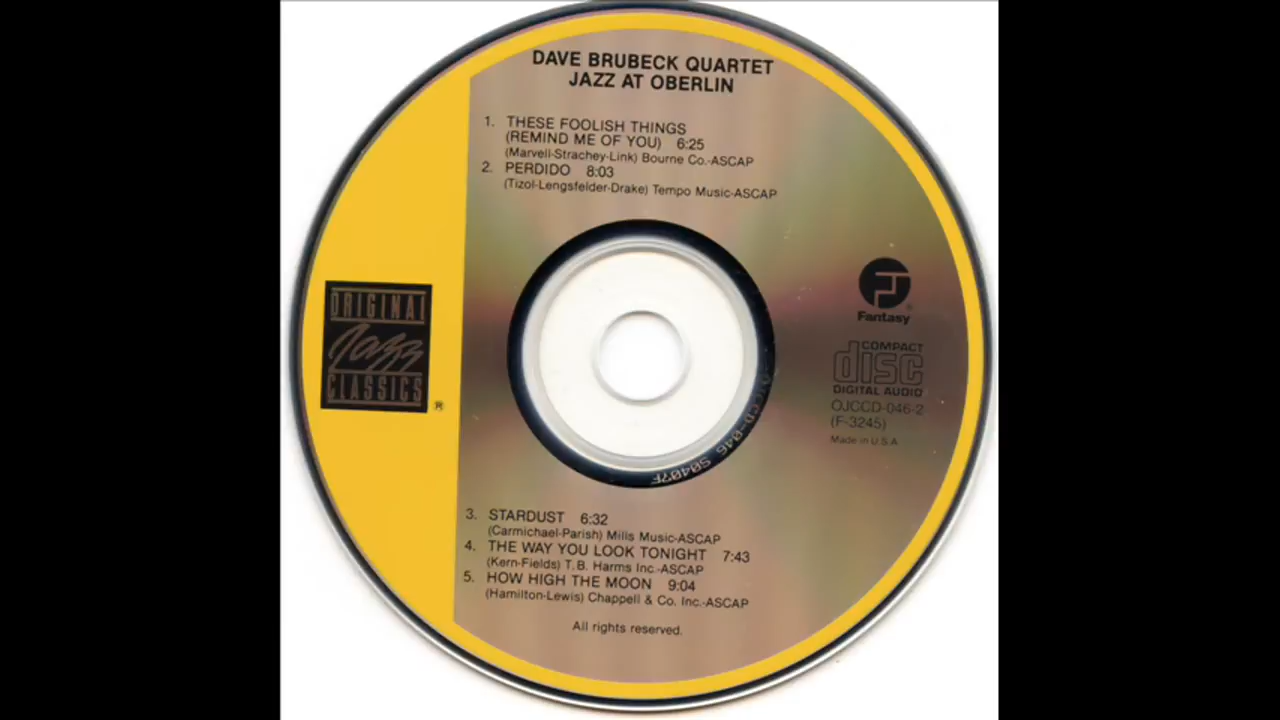 DAVE BRUBECK QUARTET
JAZZ AT OBERLIN
1. THESE FOOLISH THINGS
(REMIND ME OF YOU) 6:25
(Marvell-Strachey-Link) Bourne Co.-ASCAP
2. PERDIDO 8:03
(Tizol-Lengsfelder-Drake) Tempo Music-ASCAP
ORIGINAL
Jazz
CLASSICS
®
Fantasy
®
COMPACT
disc
DIGITAL AUDIO
OJCCD-046-2
(F-3245)
Made in U.S.A
OJCCD-046 S0407F
3. STARDUST 6:32
(Carmichael-Parish) Mills Music-ASCAP
4. THE WAY YOU LOOK TONIGHT 7:43
(Kern-Fields) T.B. Harms Inc.-ASCAP
5. HOW HIGH THE MOON 9:04
(Hamilton-Lewis) Chappell & Co. Inc.-ASCAP
All rights reserved.